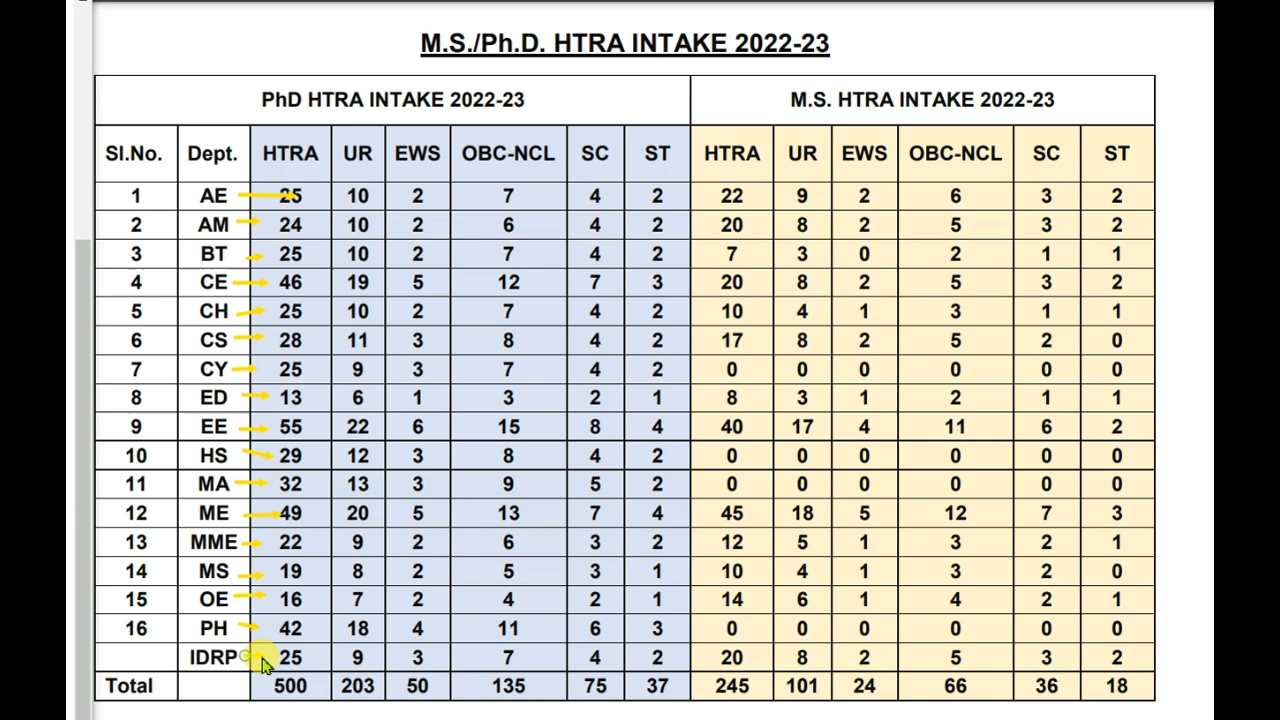 M.S./Ph.D. HTRA INTAKE 2022-23
PhD HTRA INTAKE 2022-23 M.S. HTRA INTAKE 2022-23
Sl.No. Dept. HTRA UR EWS OBC-NCL SC ST HTRA UR EWS OBC-NCL SC ST
1 AE 25 10 2 7 4 2 22 9 2 6 3 2
2 AM 24 10 2 6 4 2 20 8 2 5 3 2
3 BT 25 10 2 7 4 2 7 3 0 2 1 1
4 CE 46 19 5 12 7 3 20 8 2 5 3 2
5 CH 25 10 2 7 4 2 10 4 1 3 1 1
6 CS 28 11 3 8 4 2 17 8 2 5 2 0
7 CY 25 9 3 7 4 2 0 0 0 0 0 0
8 ED 13 6 1 3 2 1 8 3 1 2 1 1
9 EE 55 22 6 15 8 4 40 17 4 11 6 2
10 HS 29 12 3 8 4 2 0 0 0 0 0 0
11 MA 32 13 3 9 5 2 0 0 0 0 0 0
12 ME 49 20 5 13 7 4 45 18 5 12 7 3
13 MME 22 9 2 6 3 2 12 5 1 3 2 1
14 MS 19 8 2 5 3 1 10 4 1 3 2 0
15 OE 16 7 2 4 2 1 14 6 1 4 2 1
16 PH 42 18 4 11 6 3 0 0 0 0 0 0
IDRP 25 9 3 7 4 2 20 8 2 5 3 2
Total 500 203 50 135 75 37 245 101 24 66 36 18